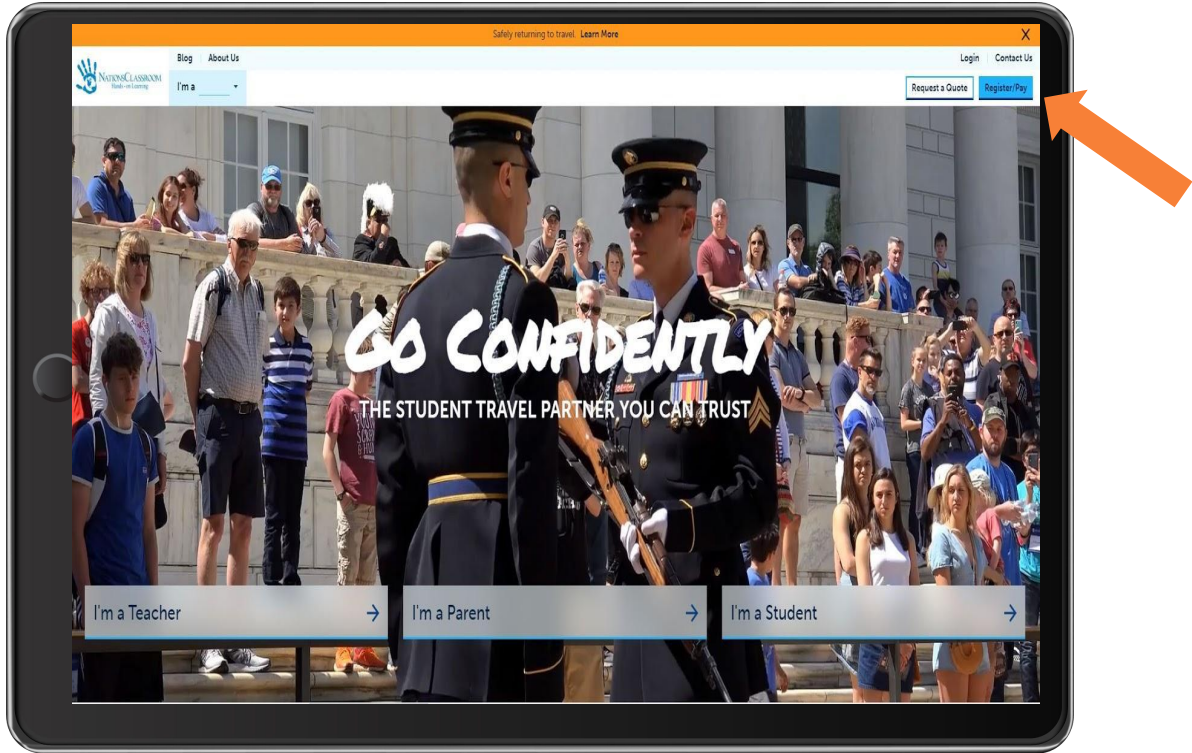 Safely returning to travel. Learn More X
Blog About Us
Login Contact Us
NATIONSCLASSROOM
Hands-on Learning
I'm a
Request a Quote
Register/Pay
GO CONFIDENTLY
THE STUDENT TRAVEL PARTNER YOU CAN TRUST
I'm a Teacher
I'm a Parent
I'm a Student